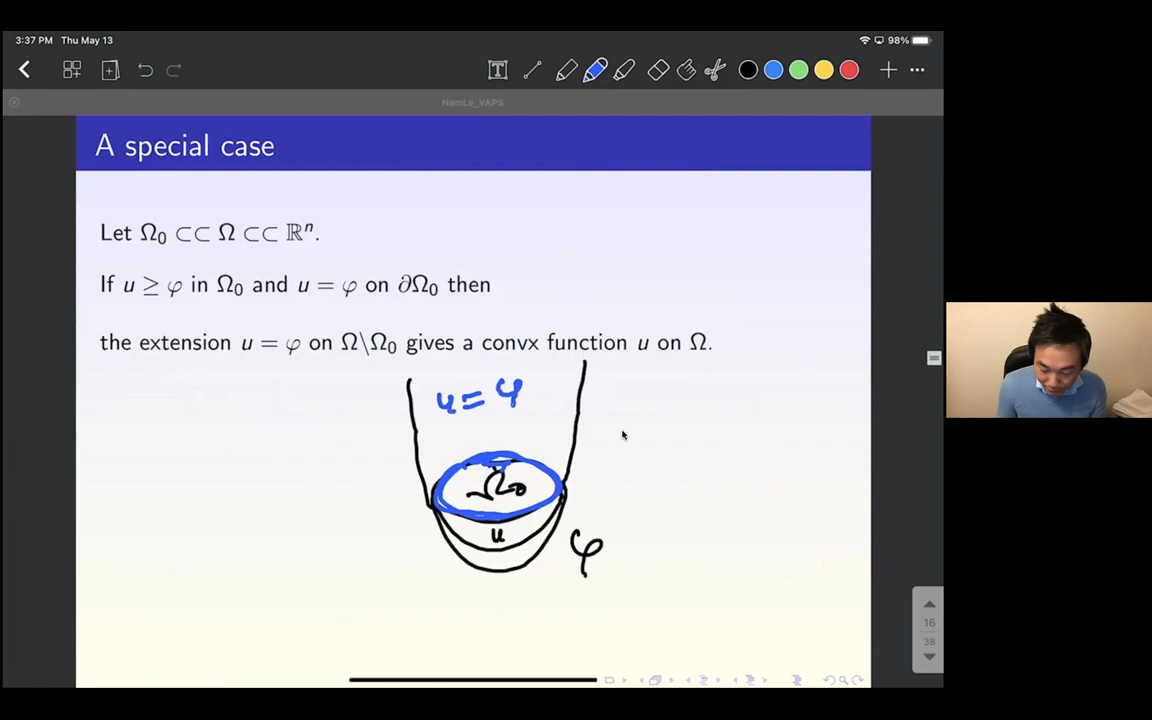 3:37 PM Thu May 13
98%
T
NamLe_VAPS
A special case
Let Ω₀ ⊂⊂ Ω ⊂⊂ ℝⁿ.
If u ≥ φ in Ω₀ and u = φ on ∂Ω₀ then
the extension u = φ on Ω\Ω₀ gives a convx function u on Ω.
u = φ
Ω₀
u
φ
16
38